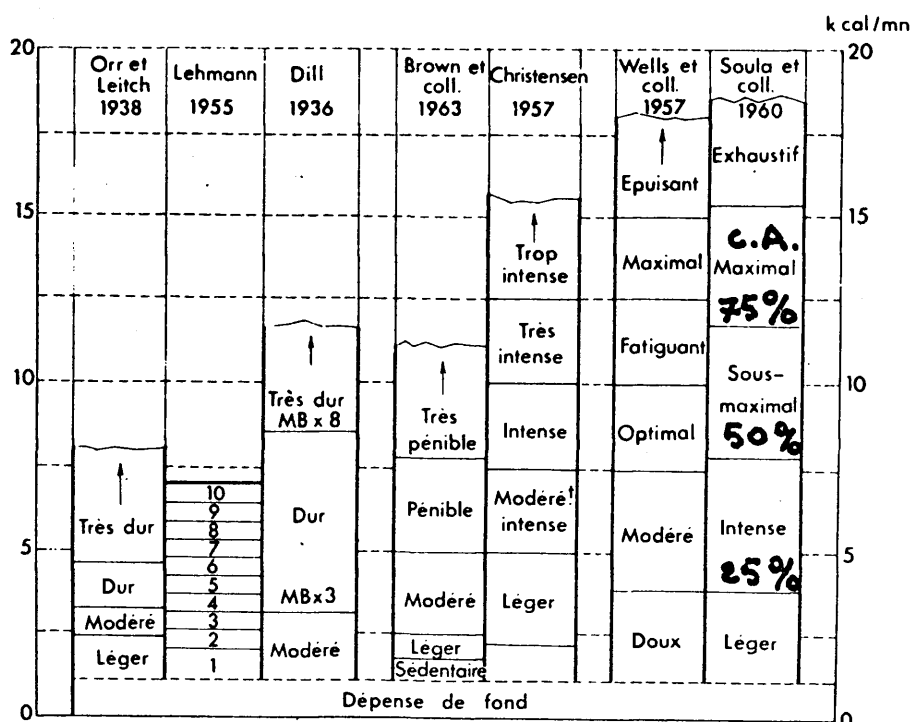 k cal/mn
20
Orr et
Leitch
1938
Lehmann
1955
Dill
1936
Brown et
coll.
1963
Christensen
1957
Wells et
coll.
1957
Soula et
coll.
1960
20
15
10
5
0
Très dur
Dur
Modéré
Léger
10
9
8
7
6
5
4
3
2
1
Très dur
MB x 8
Dur
MBx3
Modéré
Très
pénible
Pénible
Modéré
Léger
Sédentaire
Trop
intense
Très
intense
Intense
Modéré.t
intense
Léger
Epuisant
Maximal
Fatiguant
Optimal
Modéré
Doux
Exhaustif
C.A.
Maximal
75%
Sous-
maximal
50%
Intense
25%
Léger
15
10
5
0
Dépense de fond